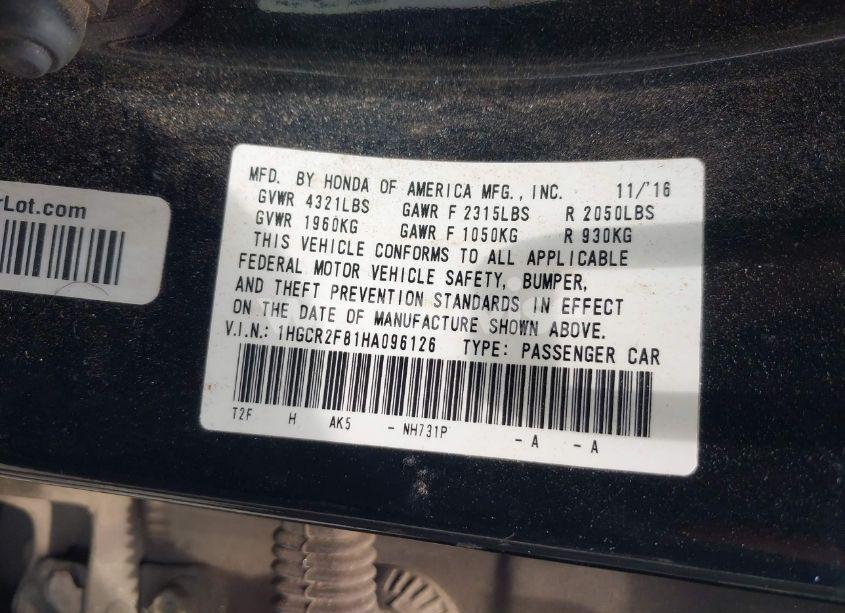 rLot.com
MFD. BY HONDA OF AMERICA MFG., INC. 11/'16
GVWR 4321LBS GAWR F 2315LBS R 2050LBS
GVWR 1960KG GAWR F 1050KG R 930KG
THIS VEHICLE CONFORMS TO ALL APPLICABLE
FEDERAL MOTOR VEHICLE SAFETY, BUMPER,
AND THEFT PREVENTION STANDARDS IN EFFECT
ON THE DATE OF MANUFACTURE SHOWN ABOVE.
V.I.N.: 1HGCR2F81HA096126 TYPE: PASSENGER CAR
T2F H AK5 - NH731P - A - A